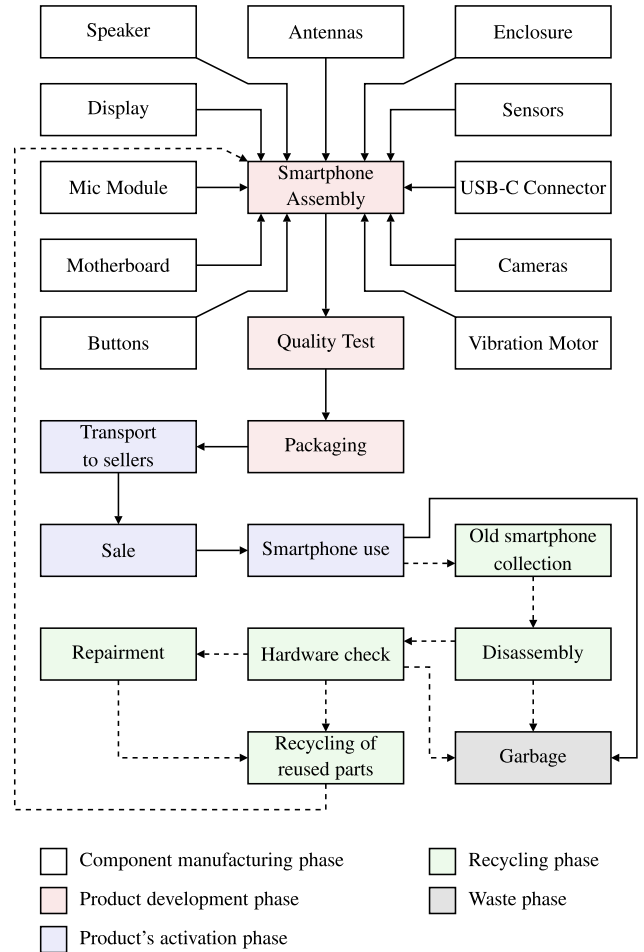 Speaker
Antennas
Enclosure
Display
Sensors
Mic Module
Smartphone
Assembly
USB-C Connector
Motherboard
Cameras
Buttons
Quality Test
Vibration Motor
Transport
to sellers
Packaging
Sale
Smartphone use
Old smartphone
collection
Repairment
Hardware check
Disassembly
Recycling of
reused parts
Garbage
Component manufacturing phase
Recycling phase
Product development phase
Waste phase
Product's activation phase